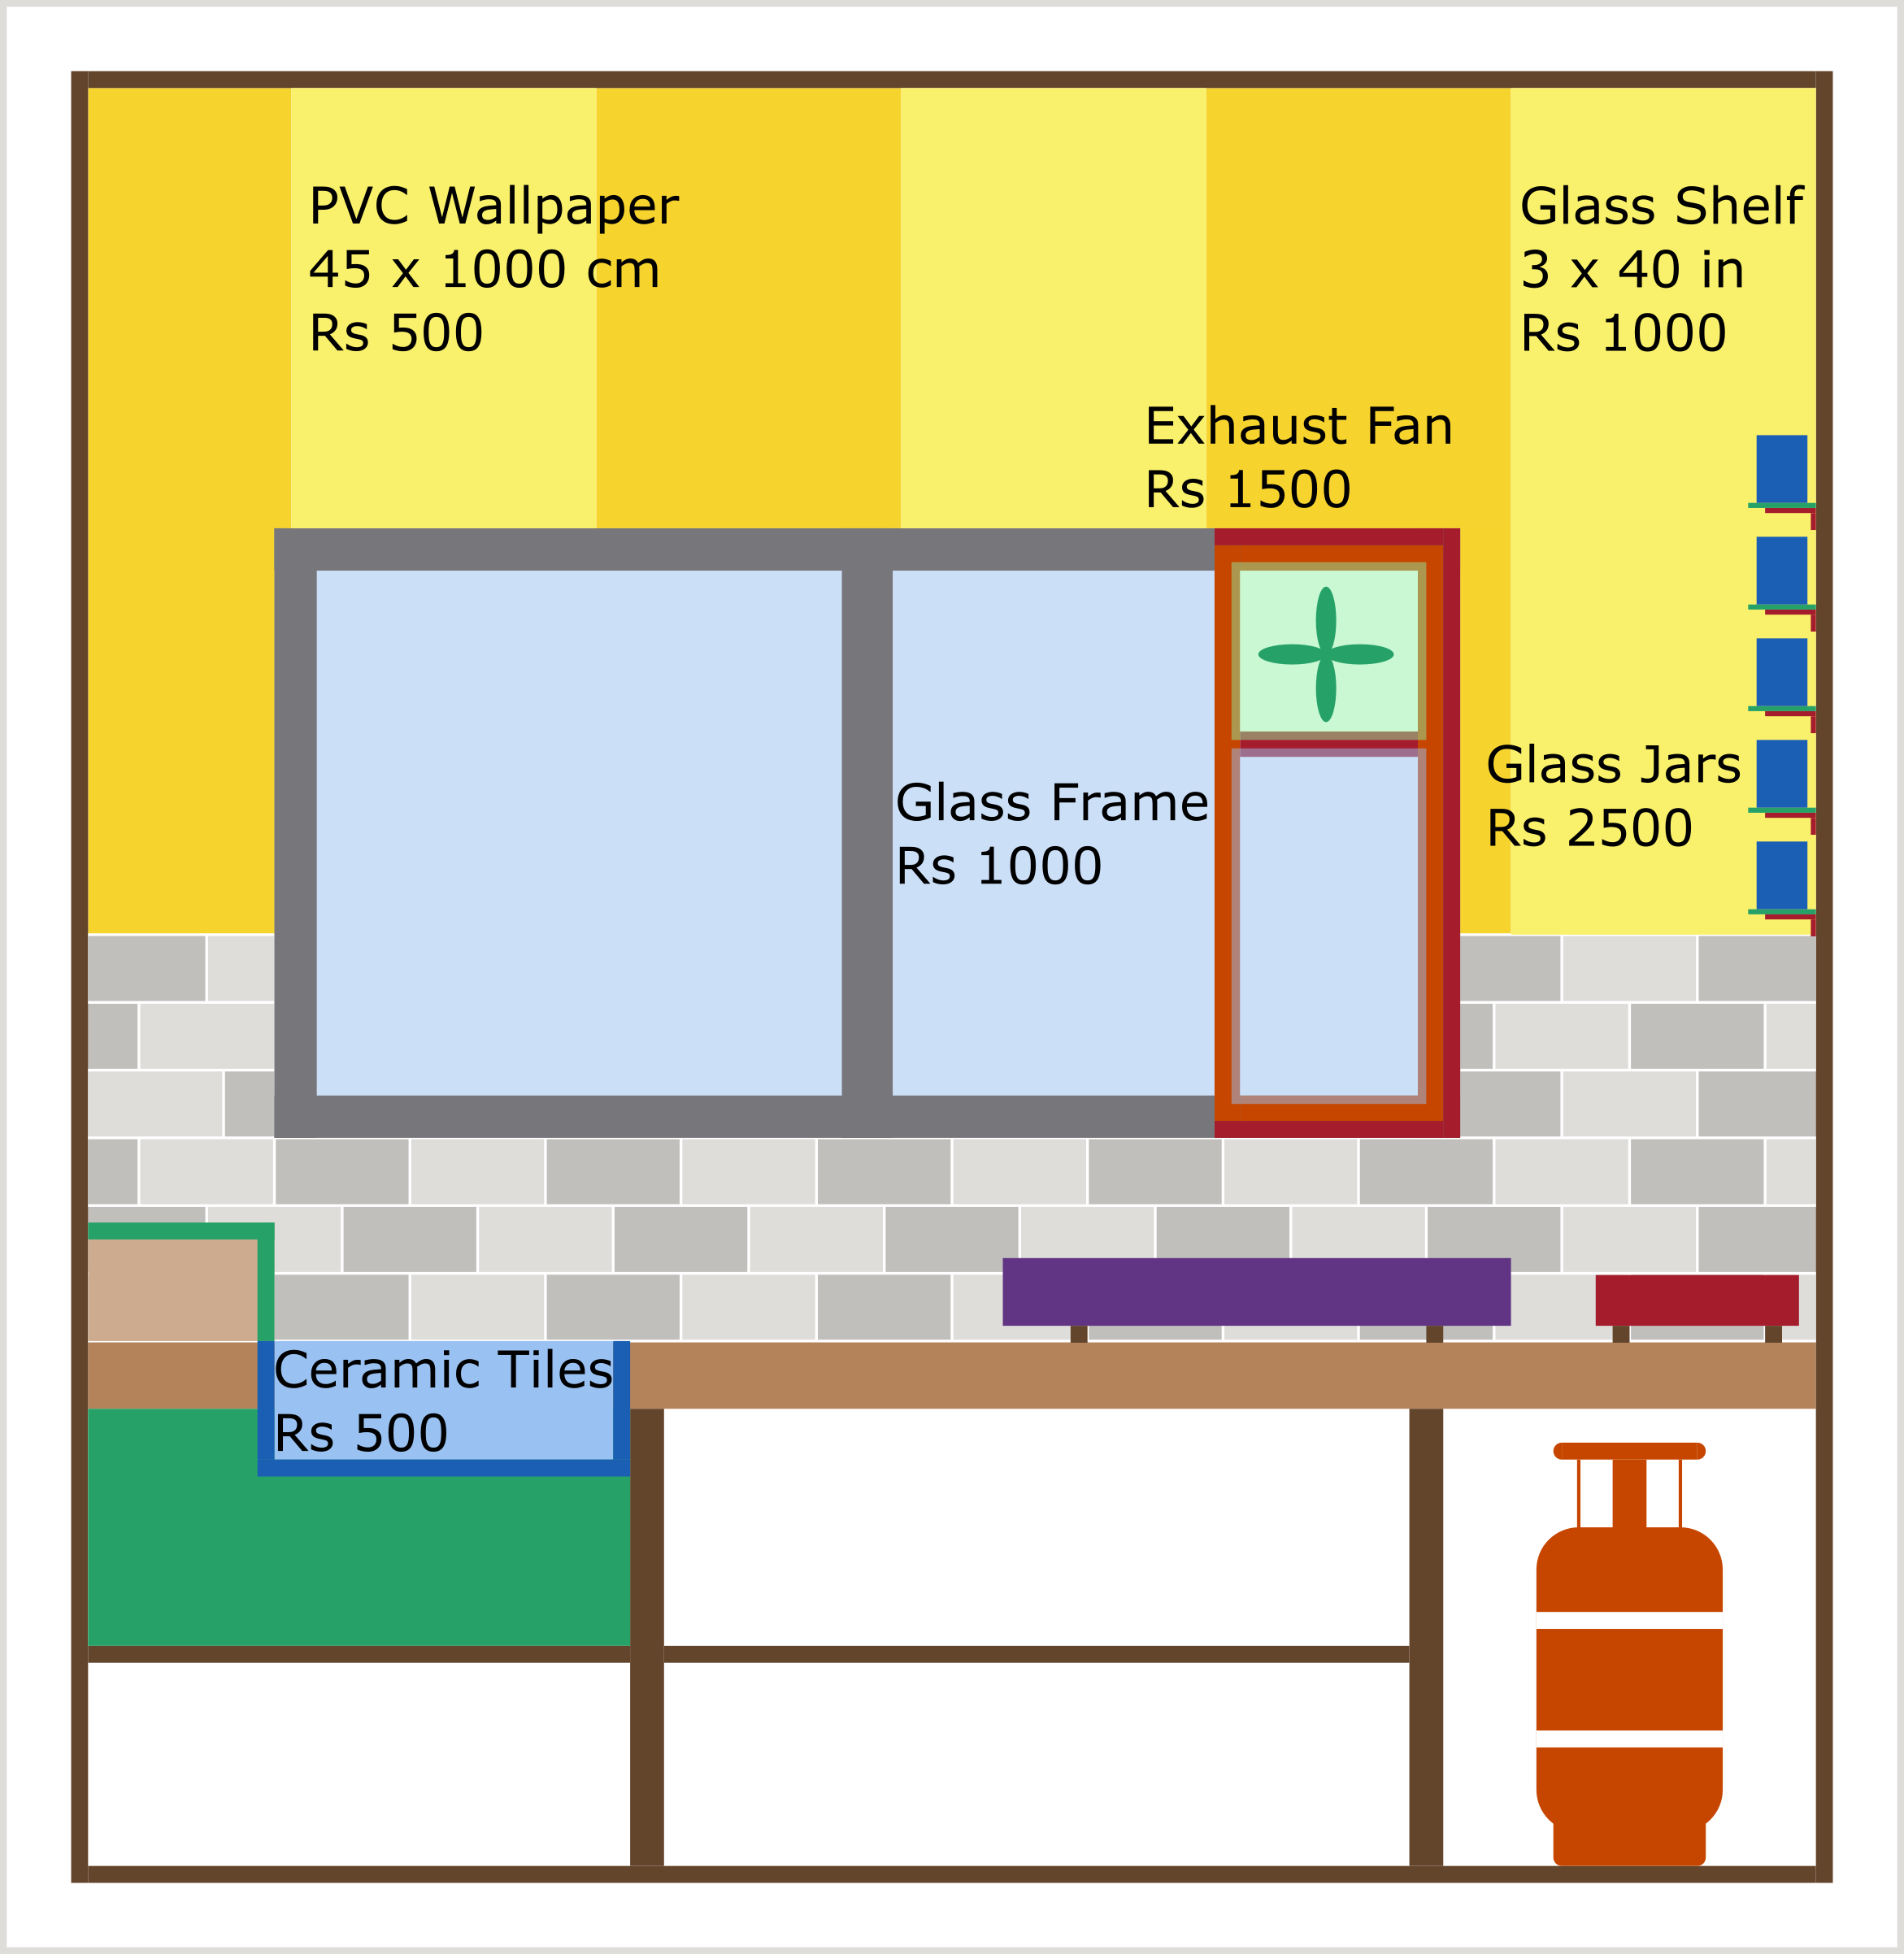 PVC Wallpaper
45 x 1000 cm
Rs 500
Glass Shelf
3 x 40 in
Rs 1000
Exhaust Fan
Rs 1500
Glass Frame
Rs 1000
Glass Jars
Rs 2500
Ceramic Tiles
Rs 500